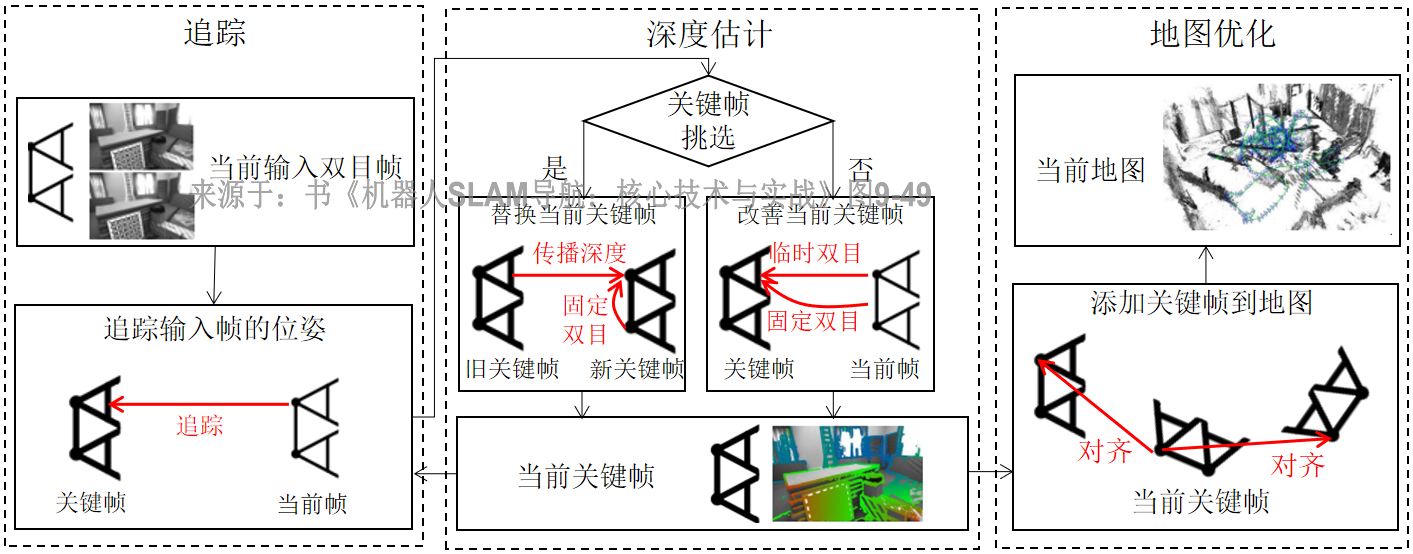 追踪
当前输入双目帧
追踪输入帧的位姿
追踪
关键帧
当前帧
深度估计
关键帧
挑选
是
否
来源于：书《机器人SLAM导航：核心技术与实战》图9-49
替换当前关键帧
传播深度
固定
双目
旧关键帧
新关键帧
改善当前关键帧
临时双目
固定双目
关键帧
当前帧
当前关键帧
地图优化
当前地图
添加关键帧到地图
对齐
对齐
当前关键帧